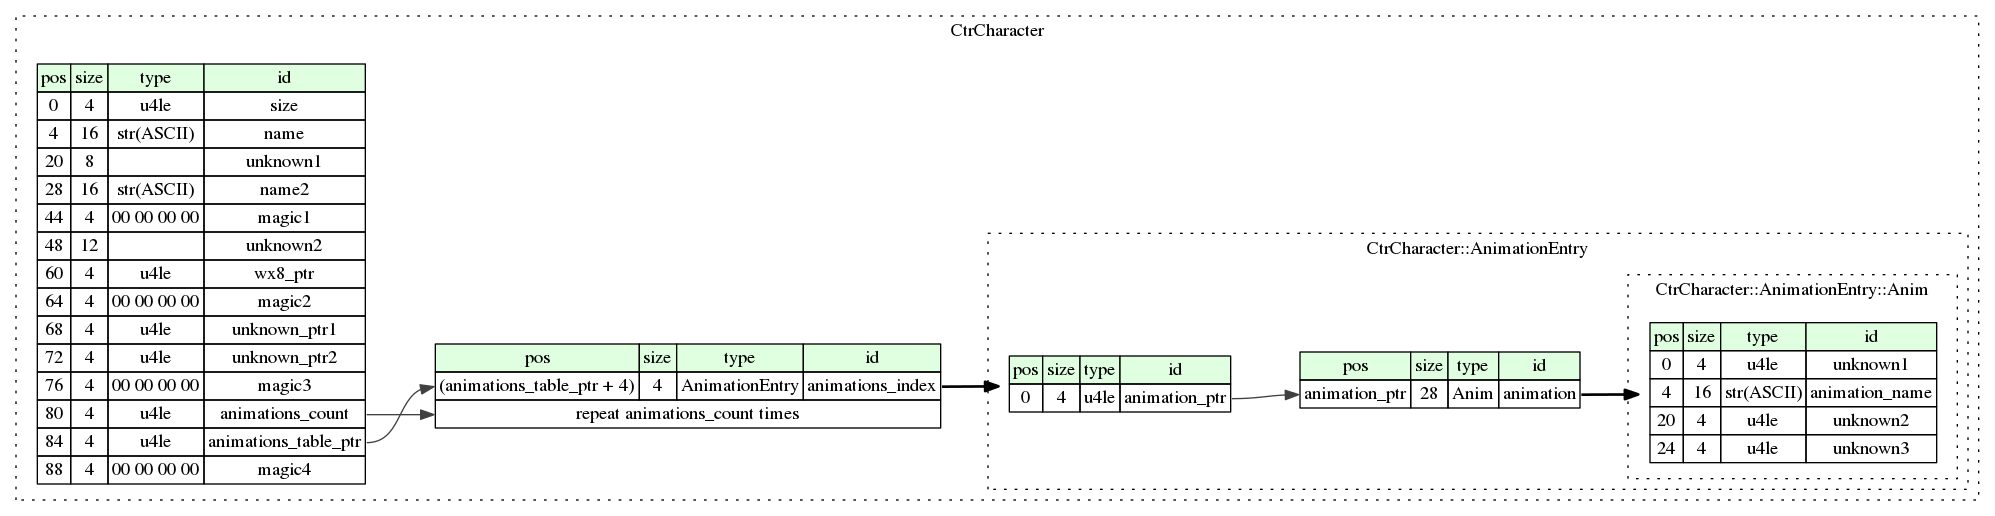 CtrCharacter
pos size type id
0 4 u4le size
4 16 str(ASCII) name
20 8 unknown1
28 16 str(ASCII) name2
44 4 00 00 00 00 magic1
48 12 unknown2
60 4 u4le wx8_ptr
64 4 00 00 00 00 magic2
68 4 u4le unknown_ptr1
72 4 u4le unknown_ptr2
76 4 00 00 00 00 magic3
80 4 u4le animations_count
84 4 u4le animations_table_ptr
88 4 00 00 00 00 magic4
pos size type id
(animations_table_ptr + 4) 4 AnimationEntry animations_index
repeat animations_count times
CtrCharacter::AnimationEntry
pos size type id
0 4 u4le animation_ptr
pos size type id
animation_ptr 28 Anim animation
CtrCharacter::AnimationEntry::Anim
pos size type id
0 4 u4le unknown1
4 16 str(ASCII) animation_name
20 4 u4le unknown2
24 4 u4le unknown3